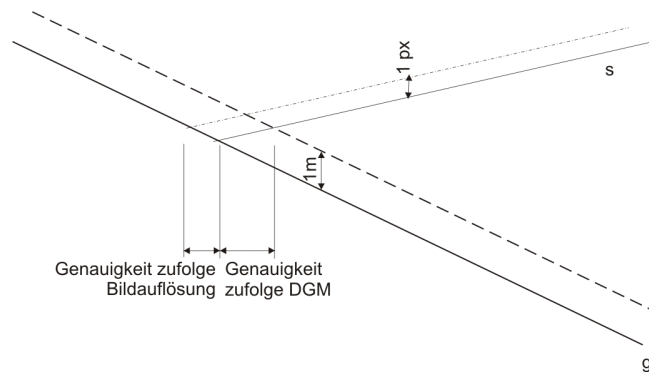 1 px
s
1m
Genauigkeit zufolge
Bildauflösung
Genauigkeit
zufolge DGM
g